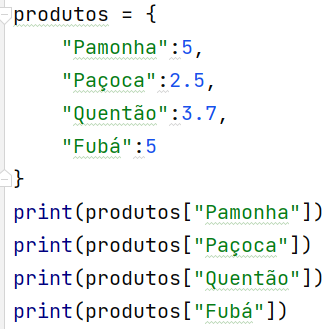 produtos = {
    "Pamonha":5,
    "Paçoca":2.5,
    "Quentão":3.7,
    "Fubá":5
}
print(produtos["Pamonha"])
print(produtos["Paçoca"])
print(produtos["Quentão"])
print(produtos["Fubá"])